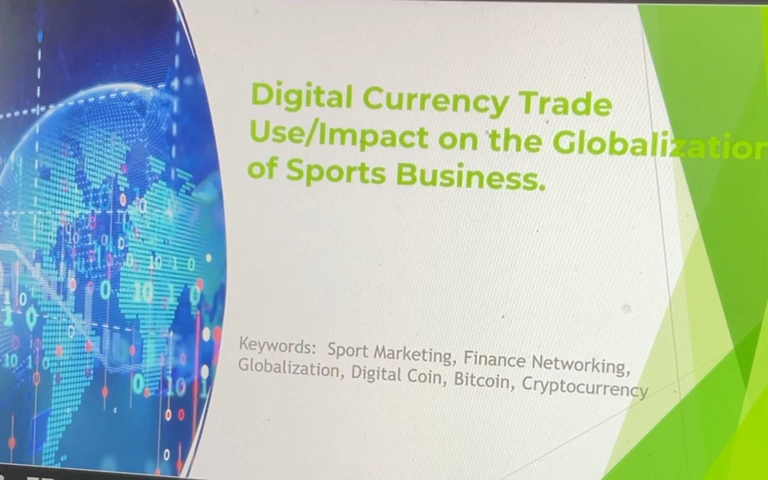 Digital Currency Trade
Use/Impact on the Globalization
of Sports Business.
Keywords: Sport Marketing, Finance Networking,
Globalization, Digital Coin, Bitcoin, Cryptocurrency